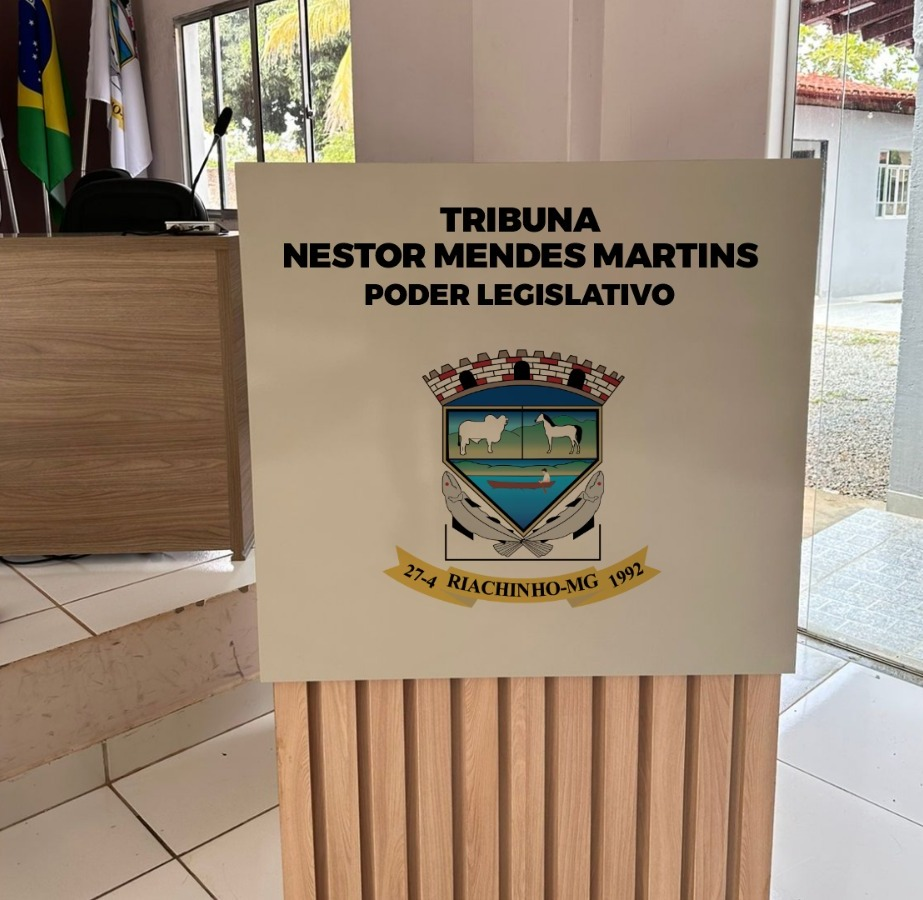 TRIBUNA
NESTOR MENDES MARTINS
PODER LEGISLATIVO
27-4 RIACHINHO-MG 1992